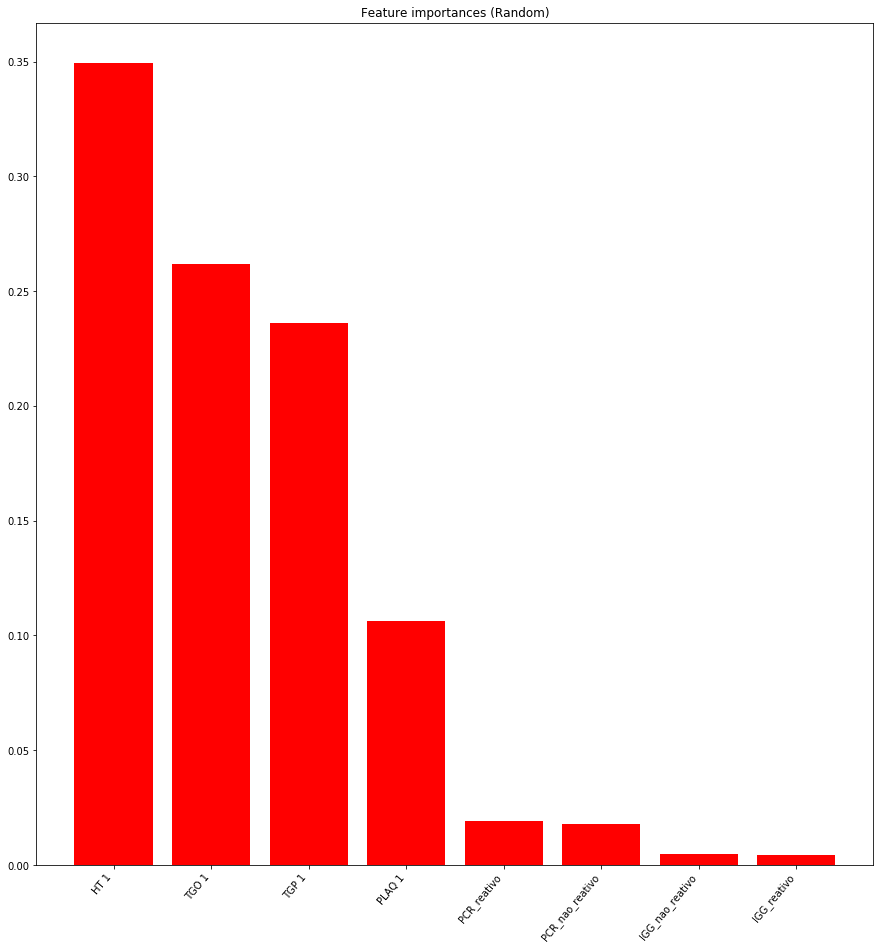 Feature importances (Random)
0.35
0.30
0.25
0.20
0.15
0.10
0.05
0.00
HT 1
TGO 1
TGP 1
PLAQ 1
PCR_reativo
PCR_nao_reativo
IGG_nao_reativo
IGG_reativo